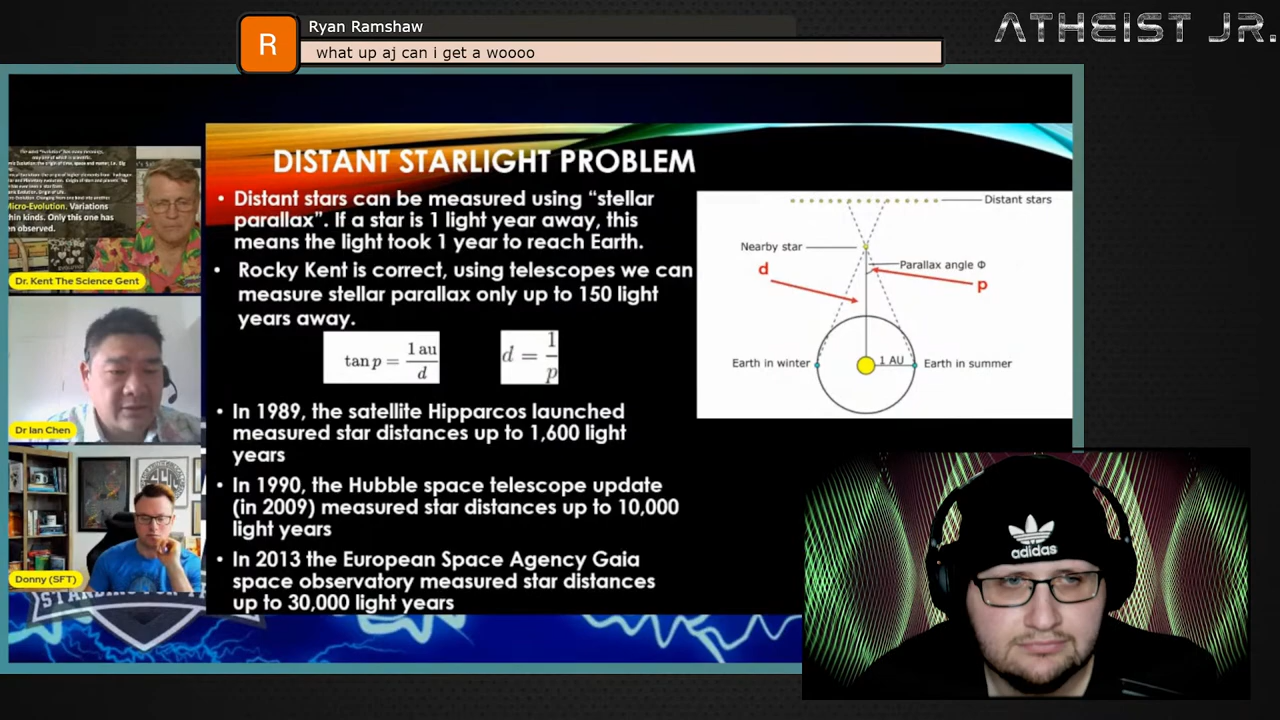 Ryan Ramshaw
R
what up aj can i get a woooo
ATHEIST JR.
DISTANT STARLIGHT PROBLEM
• Distant stars can be measured using “stellar
parallax”. If a star is 1 light year away, this
means the light took 1 year to reach Earth.
• Rocky Kent is correct, using telescopes we can
measure stellar parallax only up to 150 light
years away.
tan p = 1 au / d
d = 1 / p
• In 1989, the satellite Hipparcos launched
measured star distances up to 1,600 light
years
• In 1990, the Hubble space telescope update
(in 2009) measured star distances up to 10,000
light years
• In 2013 the European Space Agency Gaia
space observatory measured star distances
up to 30,000 light years
Distant stars
Nearby star
Parallax angle Φ
d
p
1 AU
Earth in winter
Earth in summer
Micro-Evolution. Variations
hin kinds. Only this one has
n observed.
Dr. Kent The Science Gent
Dr Ian Chen
Donny (SFT)
adidas